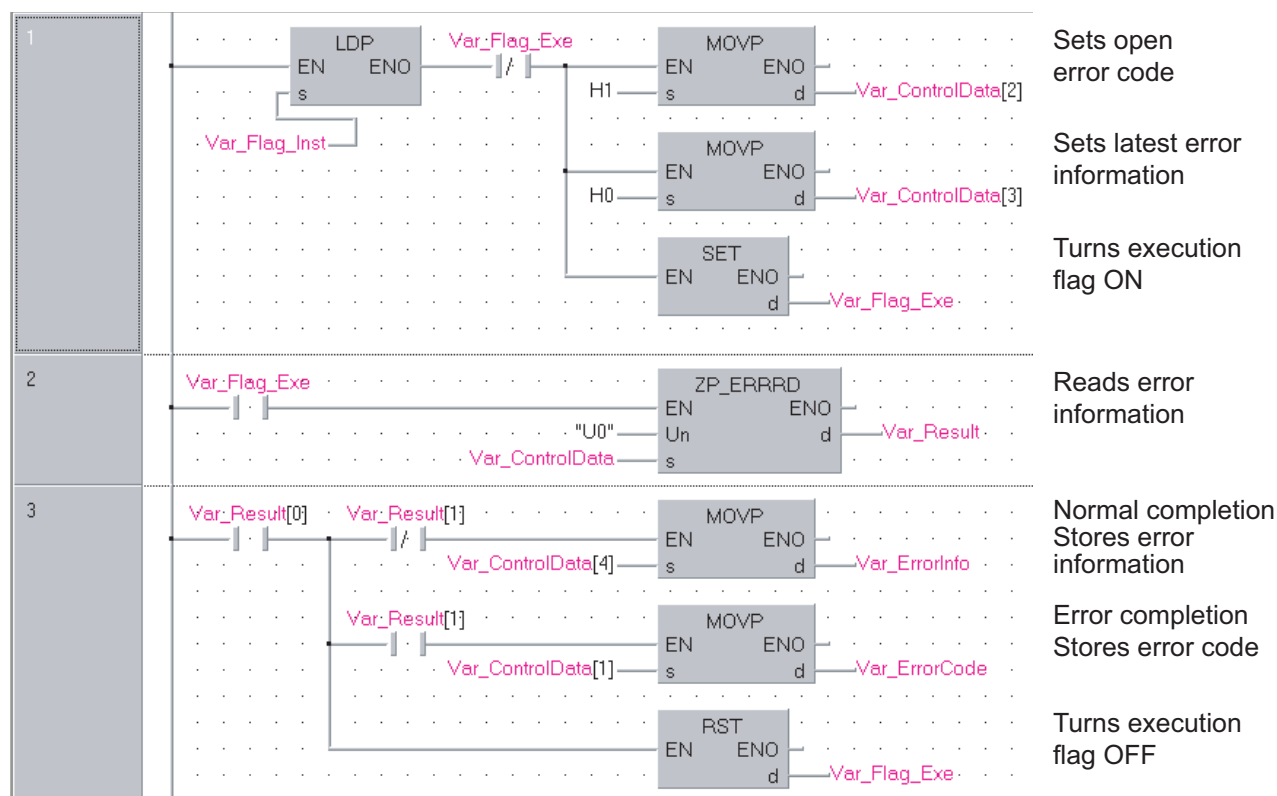 1
LDP
EN ENO
s
Var_Flag_Inst
Var_Flag_Exe
MOVP
EN ENO
H1 s d Var_ControlData[2]
Sets open
error code
MOVP
EN ENO
H0 s d Var_ControlData[3]
Sets latest error
information
SET
EN ENO
d Var_Flag_Exe
Turns execution
flag ON
2
Var_Flag_Exe
ZP_ERRRD
EN ENO
"U0" Un d Var_Result
Var_ControlData s
Reads error
information
3
Var_Result[0] Var_Result[1]
MOVP
EN ENO
Var_ControlData[4] s d Var_ErrorInfo
Normal completion
Stores error
information
Var_Result[1]
MOVP
EN ENO
Var_ControlData[1] s d Var_ErrorCode
Error completion
Stores error code
RST
EN ENO
d Var_Flag_Exe
Turns execution
flag OFF